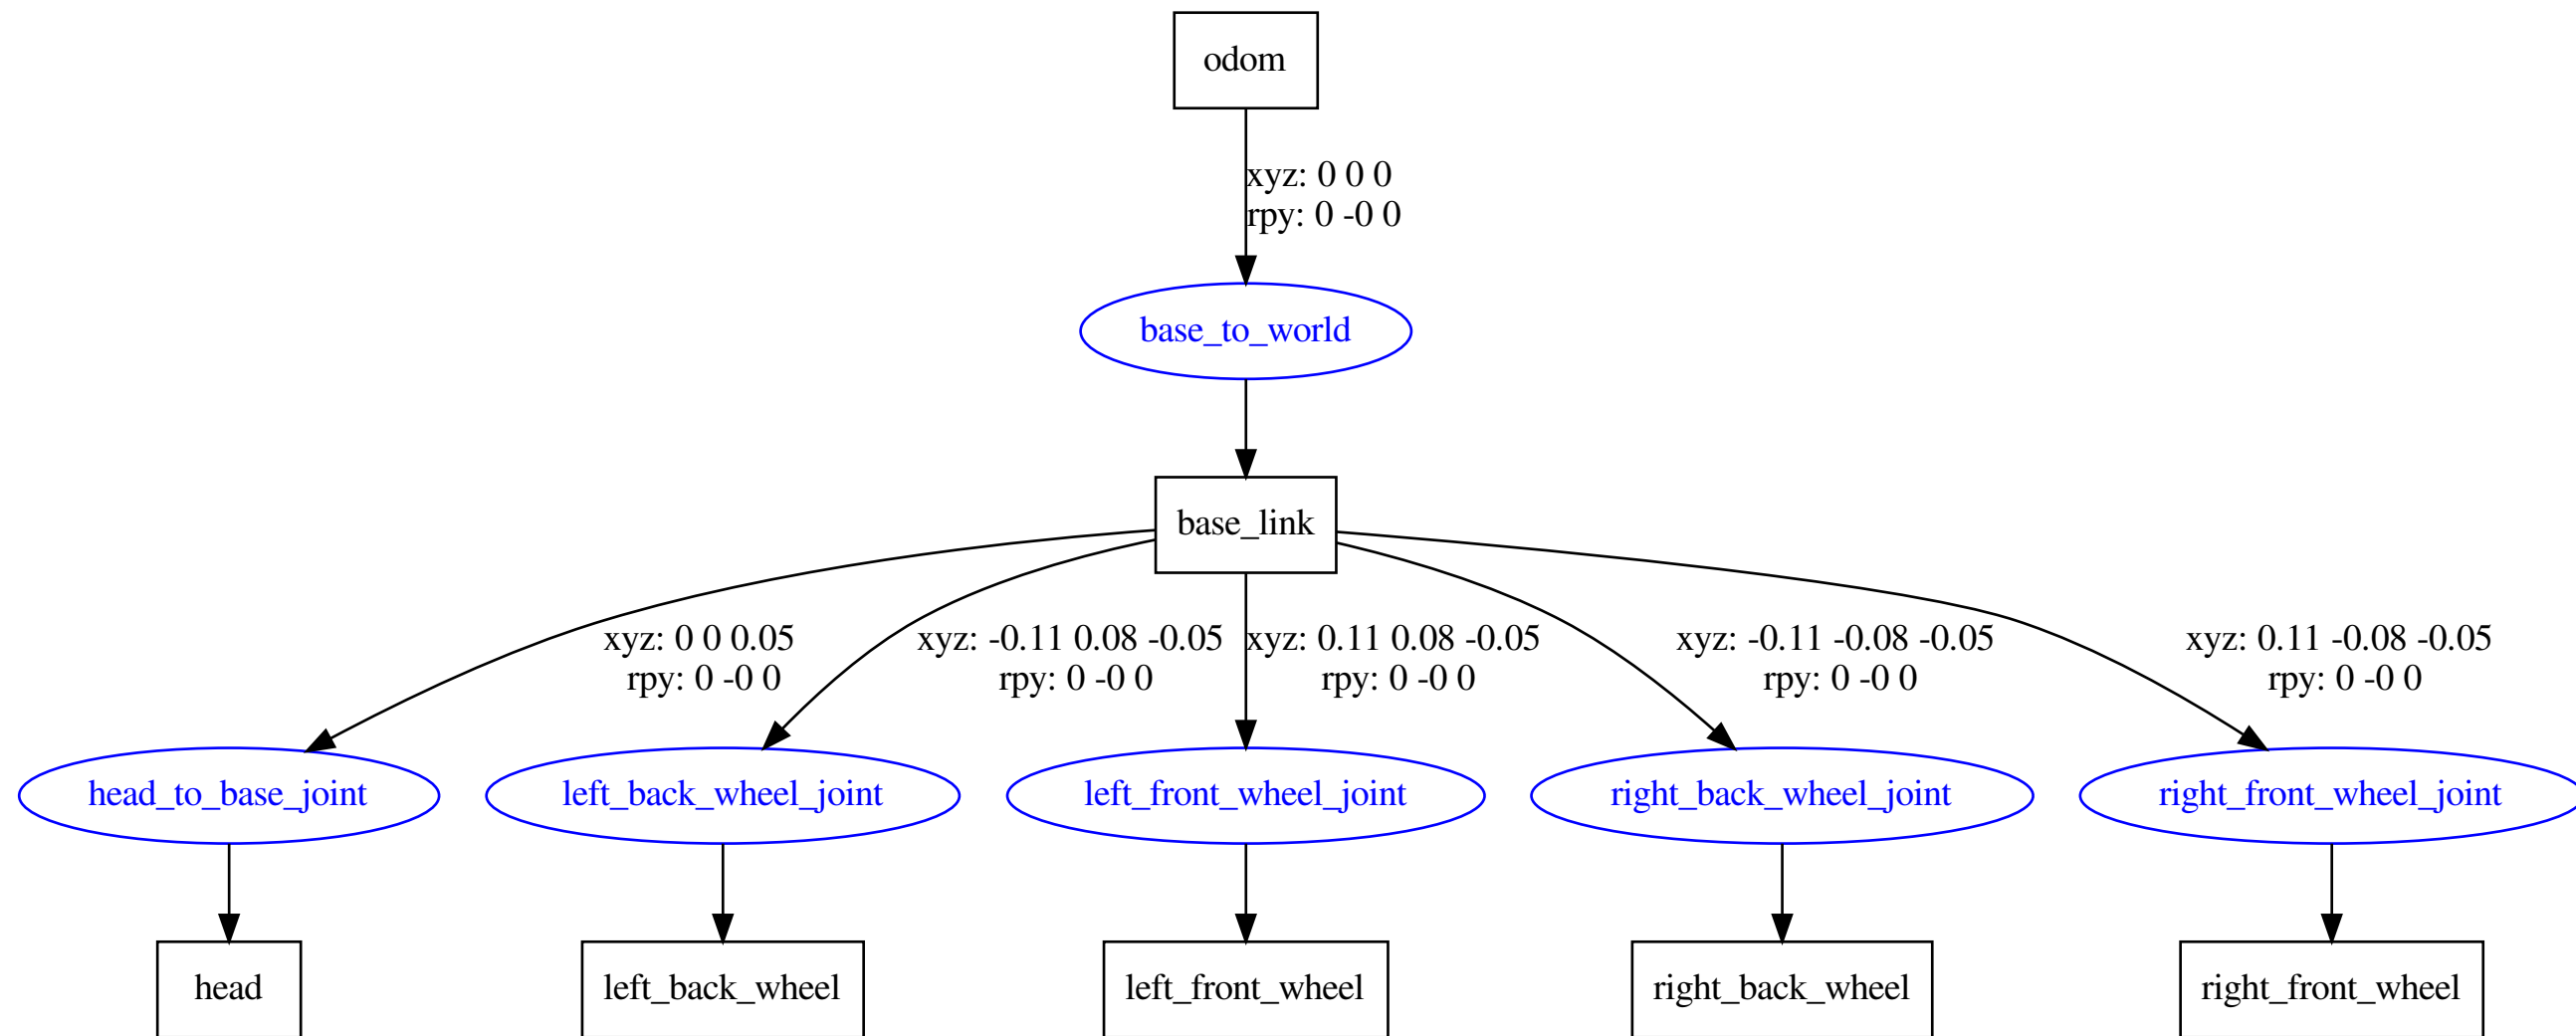 odom
xyz: 0 0 0
rpy: 0 -0 0
base_to_world
base_link
xyz: 0 0 0.05
rpy: 0 -0 0
xyz: -0.11 0.08 -0.05
rpy: 0 -0 0
xyz: 0.11 0.08 -0.05
rpy: 0 -0 0
xyz: -0.11 -0.08 -0.05
rpy: 0 -0 0
xyz: 0.11 -0.08 -0.05
rpy: 0 -0 0
head_to_base_joint
left_back_wheel_joint
left_front_wheel_joint
right_back_wheel_joint
right_front_wheel_joint
head
left_back_wheel
left_front_wheel
right_back_wheel
right_front_wheel